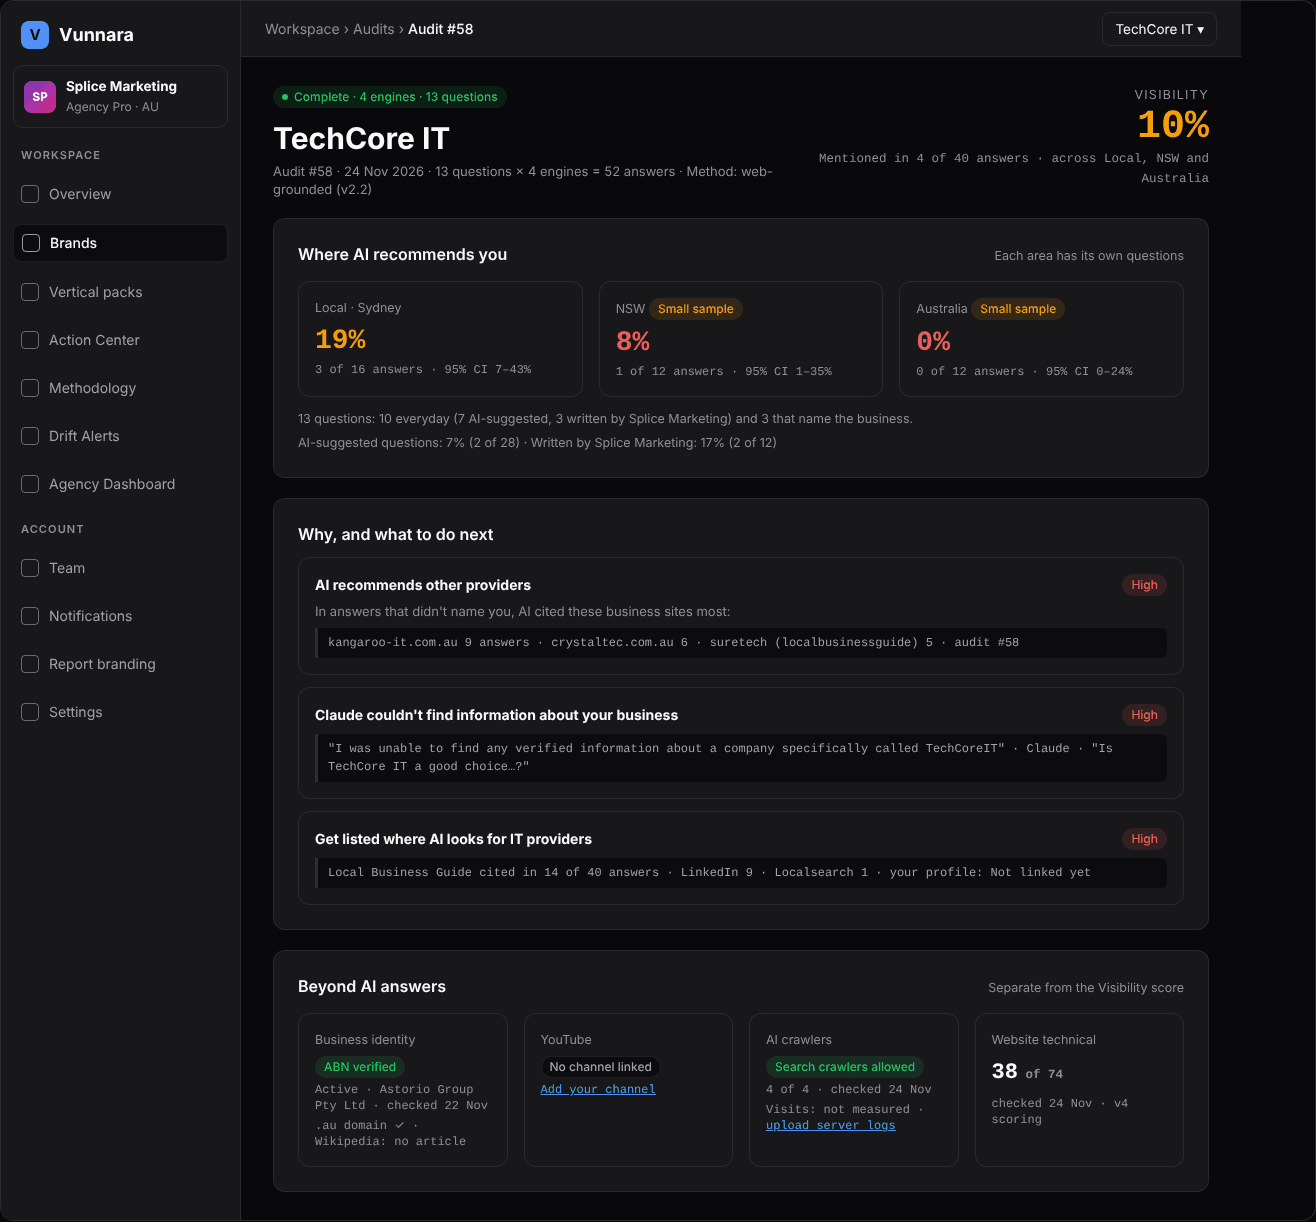 V Vunnara
SP
Splice Marketing
Agency Pro · AU
WORKSPACE
Overview
Brands
Vertical packs
Action Center
Methodology
Drift Alerts
Agency Dashboard
ACCOUNT
Team
Notifications
Report branding
Settings
Workspace › Audits › Audit #58
TechCore IT ▾
Complete · 4 engines · 13 questions
TechCore IT
Audit #58 · 24 Nov 2026 · 13 questions × 4 engines = 52 answers · Method: web-
grounded (v2.2)
VISIBILITY
10%
Mentioned in 4 of 40 answers · across Local, NSW and
Australia
Where AI recommends you
Each area has its own questions
Local · Sydney
19%
3 of 16 answers · 95% CI 7–43%
NSW Small sample
8%
1 of 12 answers · 95% CI 1–35%
Australia Small sample
0%
0 of 12 answers · 95% CI 0–24%
13 questions: 10 everyday (7 AI-suggested, 3 written by Splice Marketing) and 3 that name the business.
AI-suggested questions: 7% (2 of 28) · Written by Splice Marketing: 17% (2 of 12)
Why, and what to do next
AI recommends other providers
High
In answers that didn't name you, AI cited these business sites most:
kangaroo-it.com.au 9 answers · crystaltec.com.au 6 · suretech (localbusinessguide) 5 · audit #58
Claude couldn't find information about your business
High
"I was unable to find any verified information about a company specifically called TechCoreIT" · Claude · "Is
TechCore IT a good choice…?"
Get listed where AI looks for IT providers
High
Local Business Guide cited in 14 of 40 answers · LinkedIn 9 · Localsearch 1 · your profile: Not linked yet
Beyond AI answers
Separate from the Visibility score
Business identity
ABN verified
Active · Astorio Group
Pty Ltd · checked 22 Nov
.au domain ✓ ·
Wikipedia: no article
YouTube
No channel linked
Add your channel
AI crawlers
Search crawlers allowed
4 of 4 · checked 24 Nov
Visits: not measured ·
upload server logs
Website technical
38 of 74
checked 24 Nov · v4
scoring